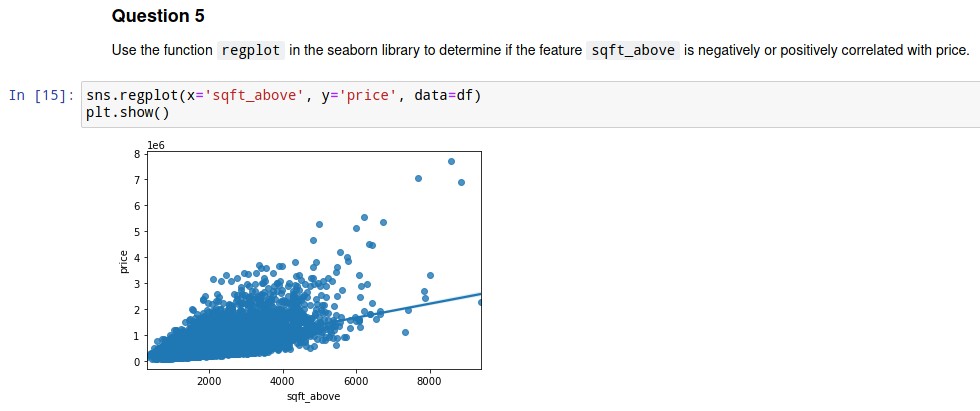 Question 5
Use the function regplot in the seaborn library to determine if the feature sqft_above is negatively or positively correlated with price.
In [15]: sns.regplot(x='sqft_above', y='price', data=df)
plt.show()
1e6
8
7
6
5
4
3
2
1
0
price
2000 4000 6000 8000
sqft_above